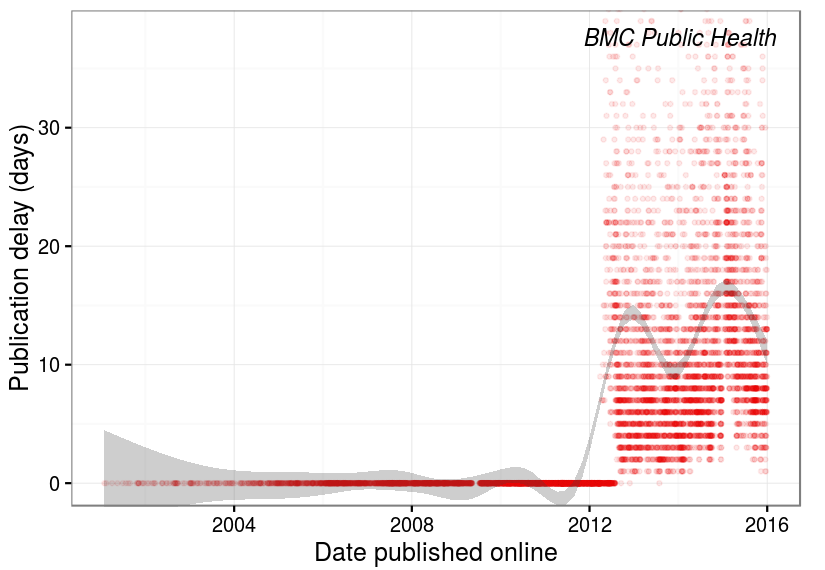 BMC Public Health
Publication delay (days)
30
20
10
0
2004 2008 2012 2016
Date published online